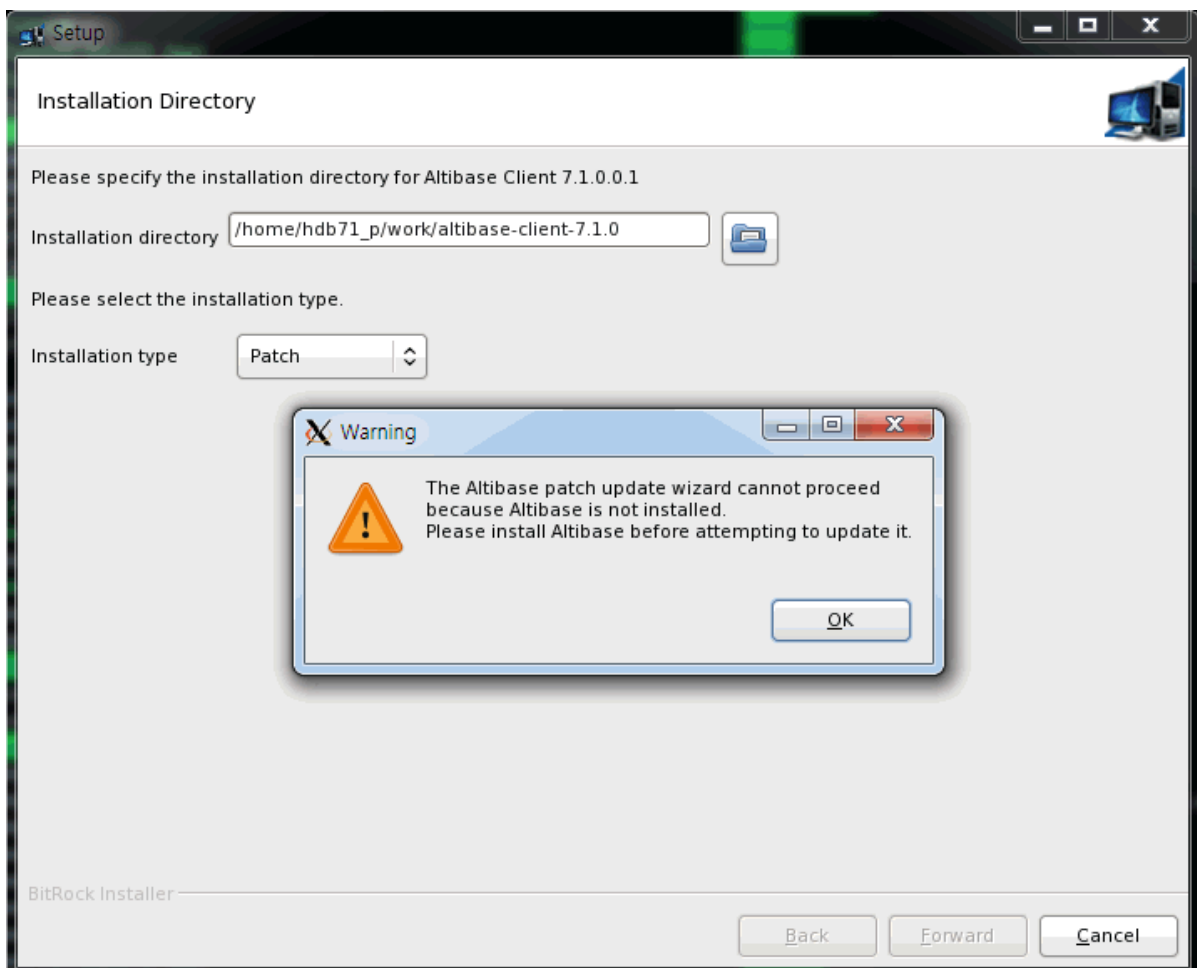 Setup
Installation Directory
Please specify the installation directory for Altibase Client 7.1.0.0.1
Installation directory /home/hdb71_p/work/altibase-client-7.1.0
Please select the installation type.
Installation type Patch
Warning
The Altibase patch update wizard cannot proceed
because Altibase is not installed.
Please install Altibase before attempting to update it.
OK
BitRock Installer
Back Forward Cancel